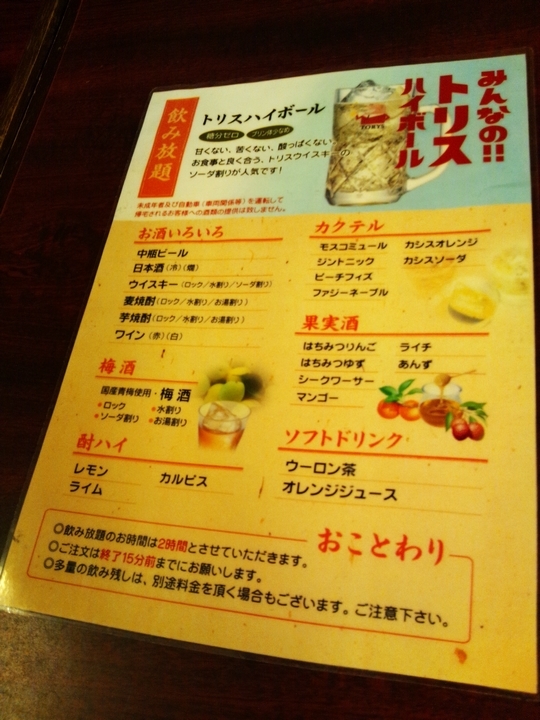 みんなの!!
トリス
ハイボール
飲み放題
トリスハイボール
糖分ゼロ プリン体少なめ
甘くない、苦くない、酸っぱくない。
お食事と良く合う、トリスウイスキーの
ソーダ割りが人気です!
未成年者及び自動車(車両関係等)を運転して
帰宅されるお客様への酒類の提供は致しません。
お酒いろいろ
中瓶ビール
日本酒(冷)(燗)
ウイスキー(ロック/水割り/ソーダ割り)
麦焼酎(ロック/水割り/お湯割り)
芋焼酎(ロック/水割り/お湯割り)
ワイン(赤)(白)
カクテル
モスコミュール カシスオレンジ
ジントニック カシスソーダ
ピーチフィズ
ファジーネーブル
梅酒
国産青梅使用・梅酒
●ロック ●水割り
●ソーダ割り ●お湯割り
果実酒
はちみつりんご ライチ
はちみつゆず あんず
シークワーサー
マンゴー
酎ハイ
レモン カルピス
ライム
ソフトドリンク
ウーロン茶
オレンジジュース
おことわり
◎飲み放題のお時間は2時間とさせていただきます。
◎ご注文は終了15分前までにお願いします。
◎多量の飲み残しは、別途料金を頂く場合もございます。ご注意下さい。